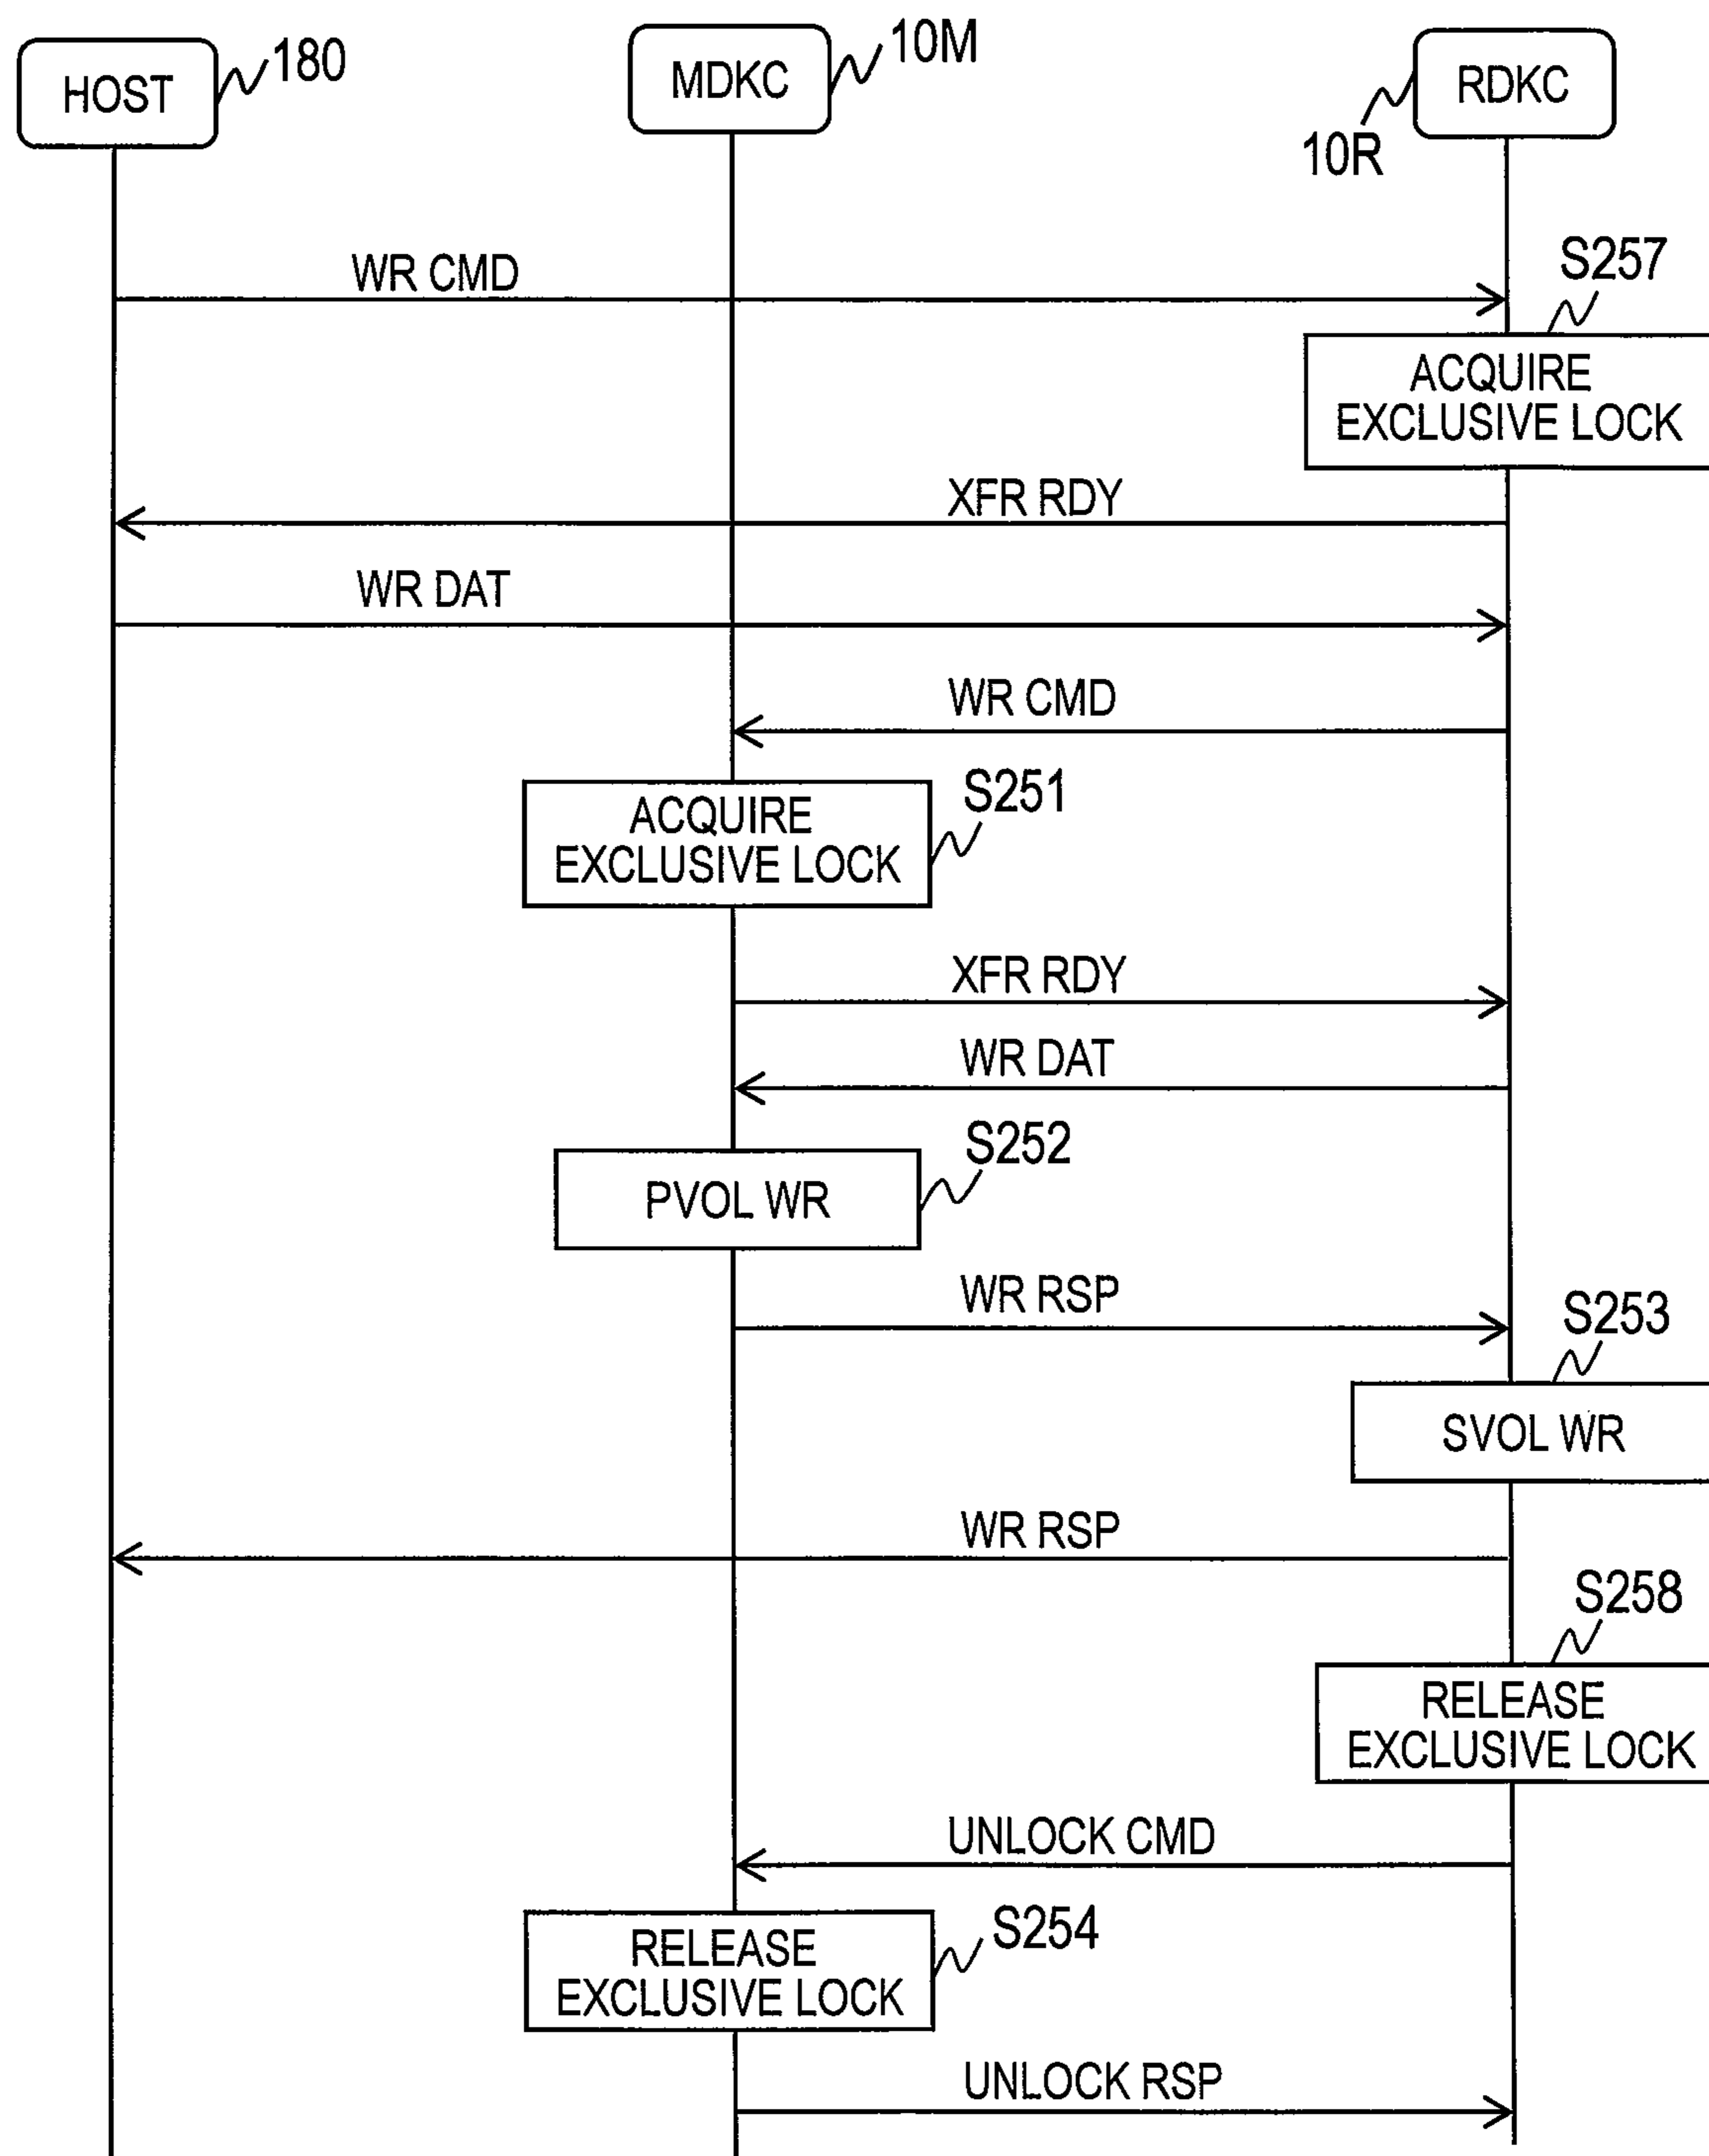 HOST
180
MDKC
10M
RDKC
10R
WR CMD
S257
ACQUIRE
EXCLUSIVE LOCK
XFR RDY
WR DAT
WR CMD
S251
ACQUIRE
EXCLUSIVE LOCK
XFR RDY
WR DAT
S252
PVOL WR
WR RSP
S253
SVOL WR
WR RSP
S258
RELEASE
EXCLUSIVE LOCK
UNLOCK CMD
S254
RELEASE
EXCLUSIVE LOCK
UNLOCK RSP